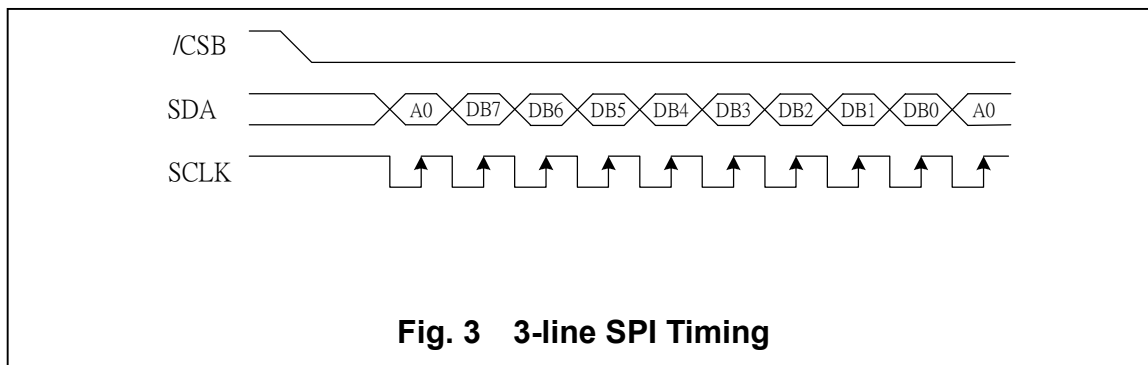 /CSB
SDA A0 DB7 DB6 DB5 DB4 DB3 DB2 DB1 DB0 A0
SCLK
Fig. 3 3-line SPI Timing